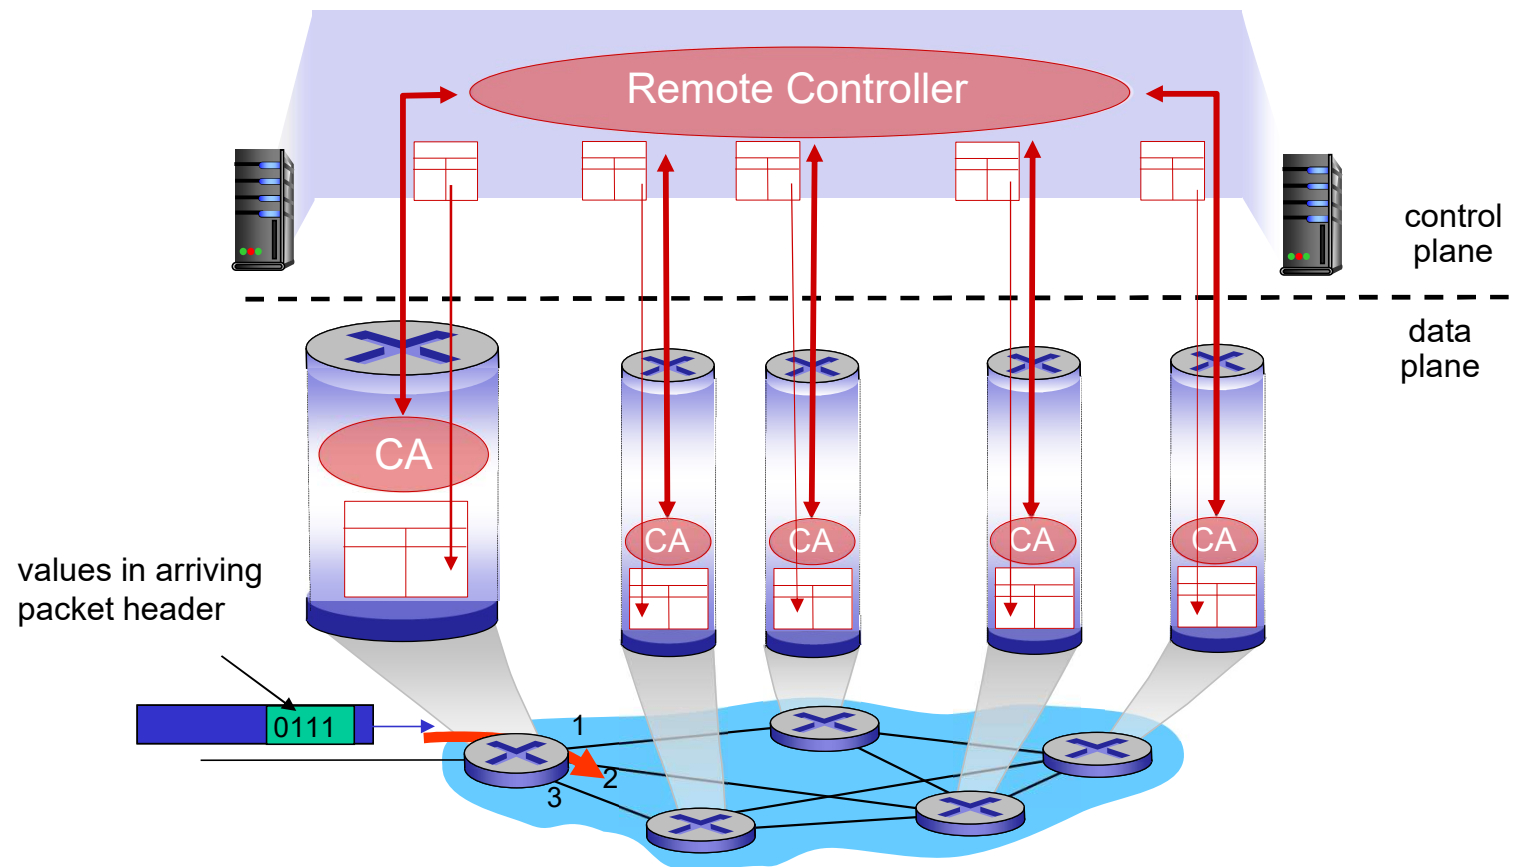 Remote Controller
control
plane
data
plane
CA
CA
CA
CA
CA
values in arriving
packet header
0111
1
2
3